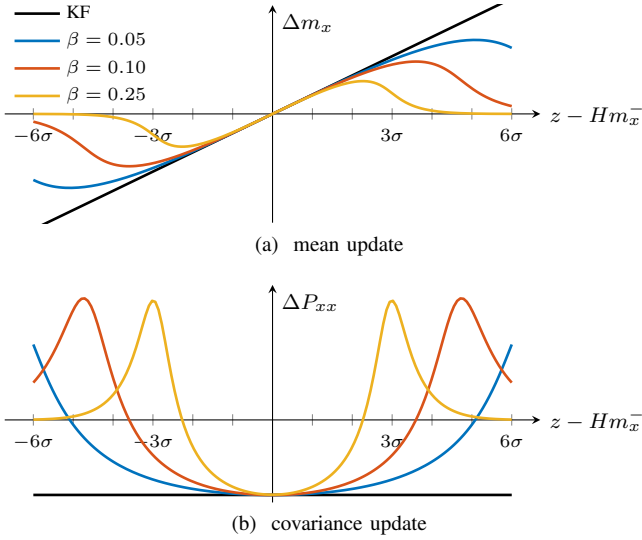 KF
β = 0.05
β = 0.10
β = 0.25
Δm_x
z − Hm_x^−
−6σ −3σ 3σ 6σ
(a) mean update
ΔP_xx
z − Hm_x^−
−6σ −3σ 3σ 6σ
(b) covariance update